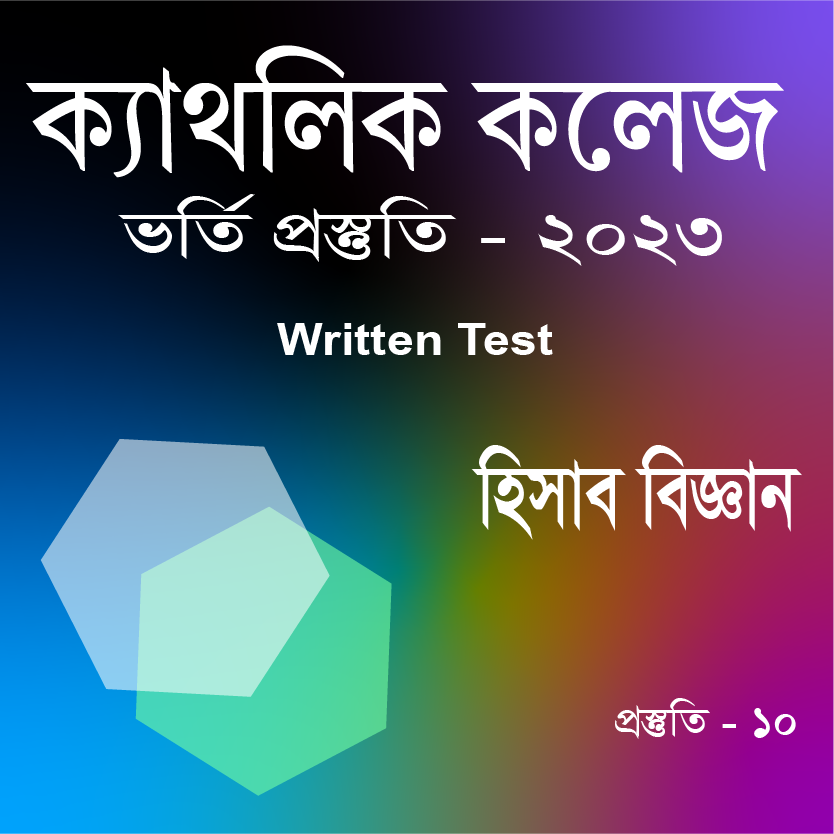 ক্যাথলিক কলেজ
ভর্তি প্রস্তুতি - ২০২৩
Written Test
হিসাব বিজ্ঞান
প্রস্তুতি - ১০